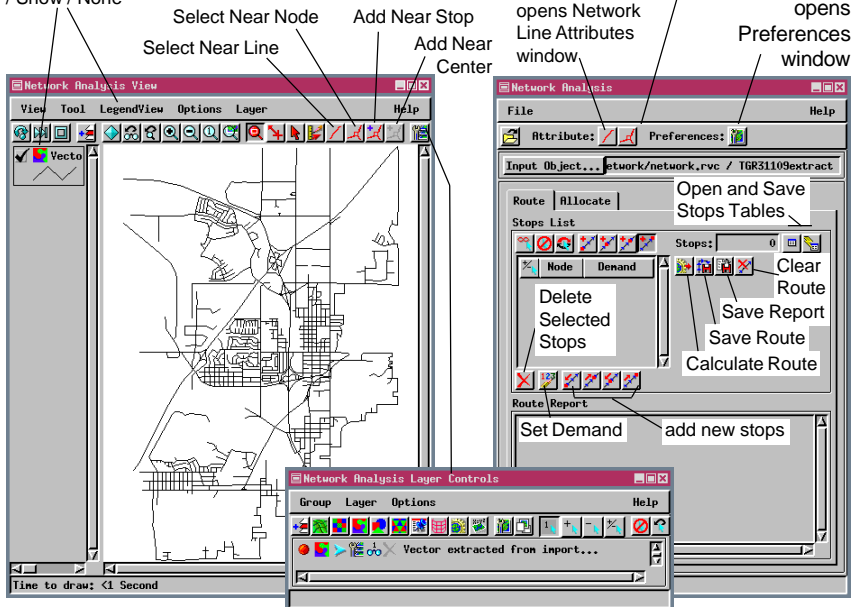 / Show / None
Select Near Node
Add Near Stop
Select Near Line
Add Near
Center
opens Network
Line Attributes
window
opens
Preferences
window
Network Analysis View
View Tool LegendView Options Layer Help
Vecto
Time to draw: <1 Second
Network Analysis
File Help
Attribute: Preferences:
Input Object... etwork/network.rvc / TGR31109extract
Route Allocate
Open and Save
Stops Tables
Stops List
Stops: 0
Node Demand
Clear
Route
Save Report
Save Route
Calculate Route
Delete
Selected
Stops
Route Report
Set Demand
add new stops
Network Analysis Layer Controls
Group Layer Options Help
Vector extracted from import...